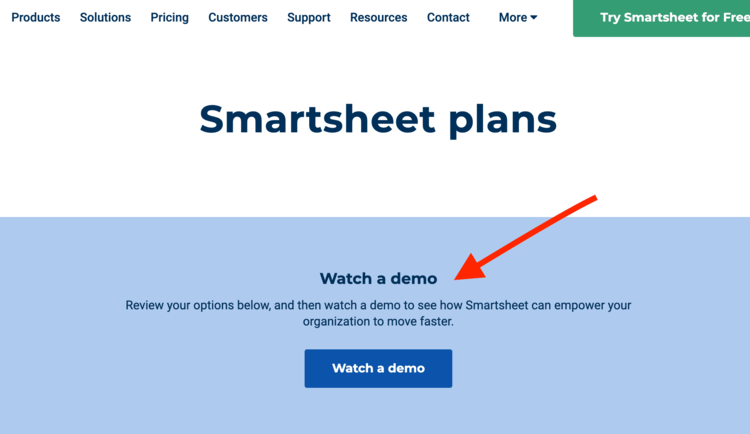 Products Solutions Pricing Customers Support Resources Contact More Try Smartsheet for Free
Smartsheet plans
Watch a demo
Review your options below, and then watch a demo to see how Smartsheet can empower your
organization to move faster.
Watch a demo